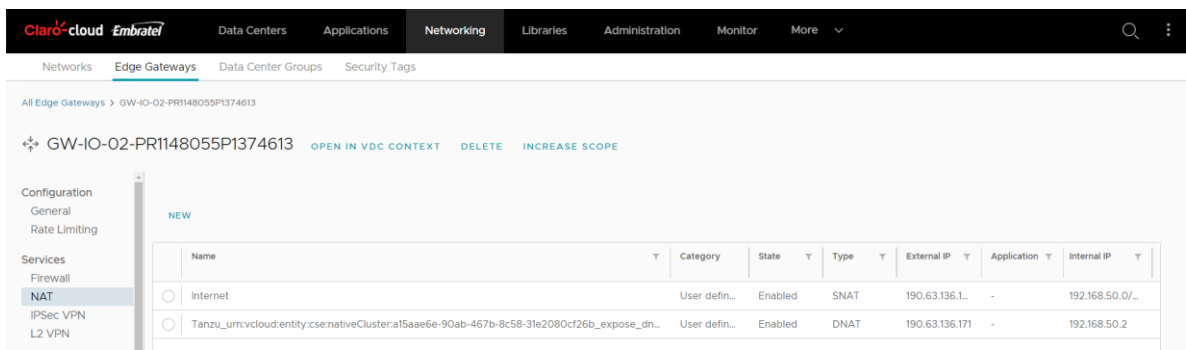 Claro-cloud Embratel Data Centers Applications Networking Libraries Administration Monitor More
Networks Edge Gateways Data Center Groups Security Tags
All Edge Gateways > GW-IO-02-PR1148055P1374613
GW-IO-02-PR1148055P1374613 OPEN IN VDC CONTEXT DELETE INCREASE SCOPE
Configuration
General
Rate Limiting
Services
Firewall
NAT
IPSec VPN
L2 VPN
NEW
Name Category State Type External IP Application Internal IP
Internet User defin... Enabled SNAT 190.63.136.1... - 192.168.50.0/...
Tanzu_urn:vcloud:entity:cse:nativeCluster:a15aae6e-90ab-467b-8c58-31e2080cf26b_expose_dn... User defin... Enabled DNAT 190.63.136.171 - 192.168.50.2